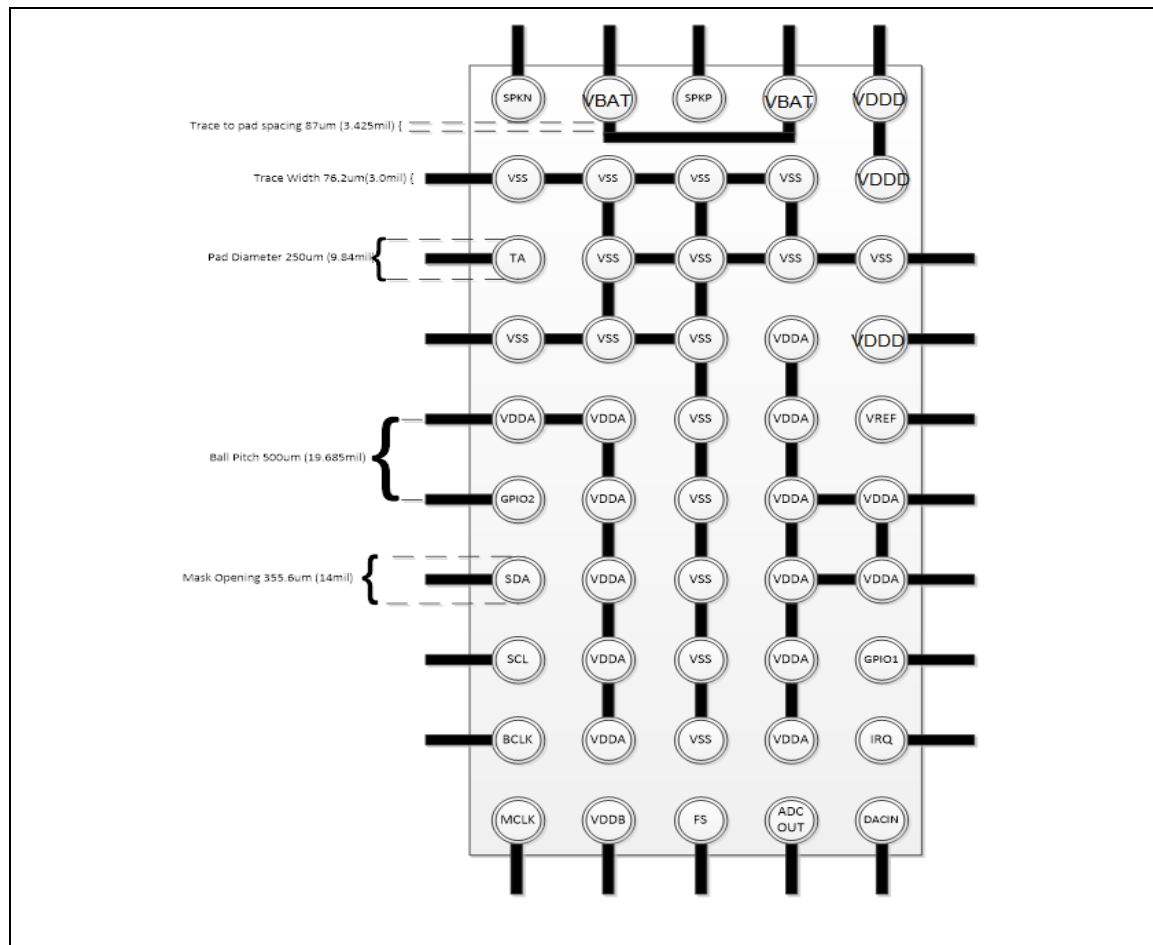 SPKN VBAT SPKP VBAT VDDD
Trace to pad spacing 87um (3.425mil) {
Trace Width 76.2um(3.0mil) {
VSS VSS VSS VSS VDDD
Pad Diameter 250um (9.84mil)
TA VSS VSS VSS VSS
VSS VSS VSS VDDA VDDD
VDDA VDDA VSS VDDA VREF
Ball Pitch 500um (19.685mil)
GPIO2 VDDA VSS VDDA VDDA
Mask Opening 355.6um (14mil)
SDA VDDA VSS VDDA VDDA
SCL VDDA VSS VDDA GPIO1
BCLK VDDA VSS VDDA IRQ
MCLK VDDB FS ADC OUT DACIN